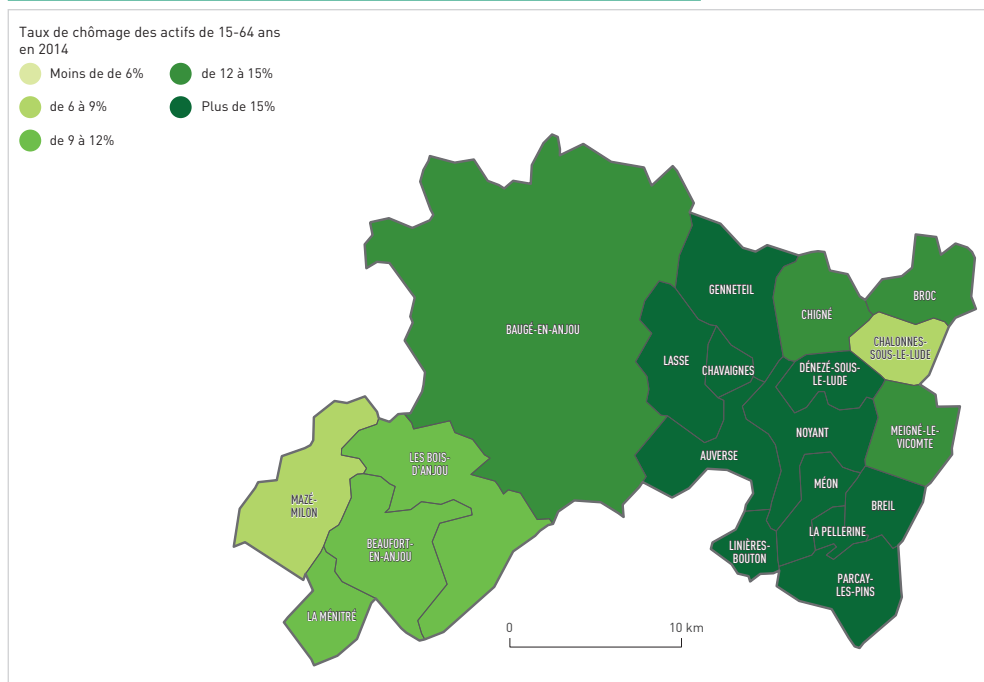 Taux de chômage des actifs de 15-64 ans
en 2014
Moins de de 6%
de 6 à 9%
de 9 à 12%
de 12 à 15%
Plus de 15%
GENNETEIL
BROC
CHIGNÉ
BAUGÉ-EN-ANJOU
CHALONNES-
SOUS-LE-LUDE
LASSE
CHAVAIGNES
DÉNEZÉ-SOUS-
LE-LUDE
NOYANT
MEIGNÉ-LE-
VICOMTE
AUVERSE
LES BOIS-
D'ANJOU
MÉON
MAZÉ-
MILON
BREIL
LA PELLERINE
BEAUFORT-
EN-ANJOU
LINIÈRES-
BOUTON
PARCAY-
LES-PINS
LA MÉNITRÉ
0
10 km